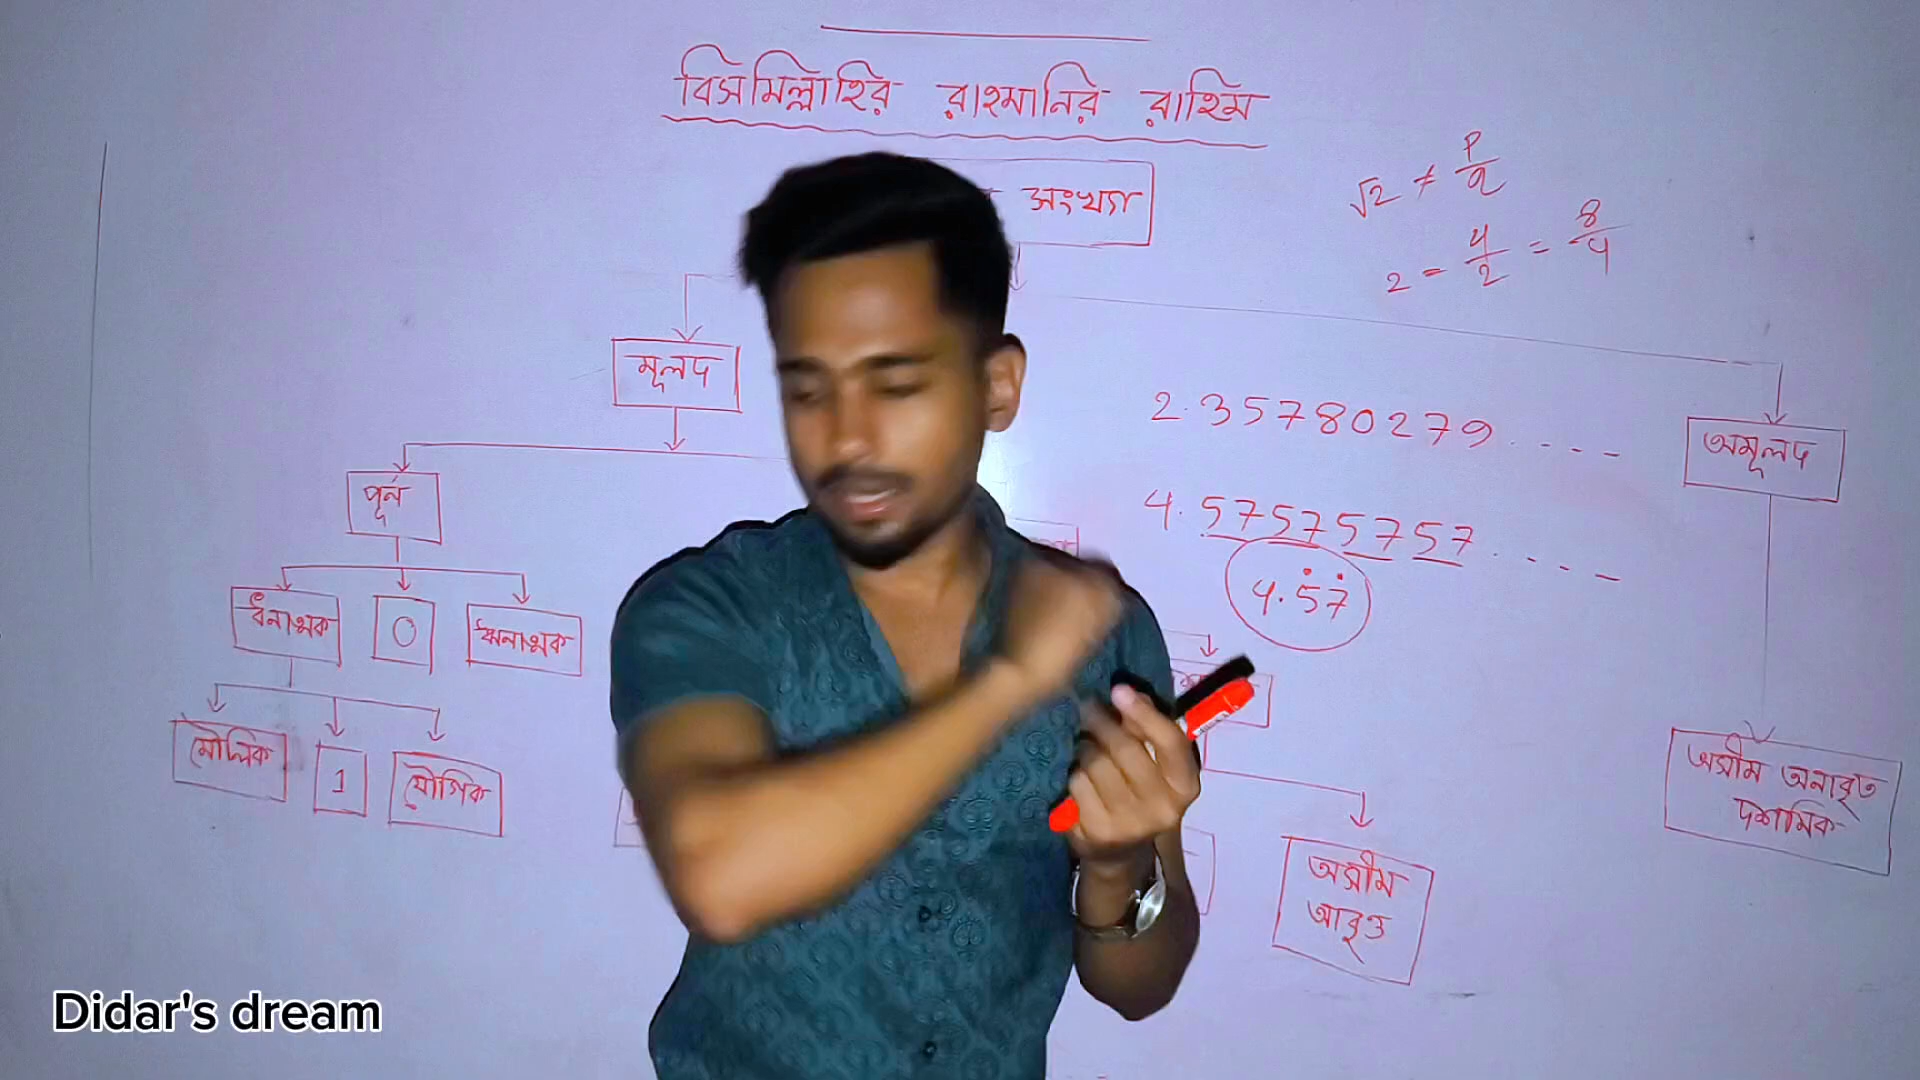 বিসমিল্লাহির রাহমানির রাহিম
সংখ্যা
√2 ≠ p/q
2 = 4/2 = 8/4
মূলদ
2.35780279....
অমূলদ
পূর্ন
4.57575757....
4.5̇7̇
ধনাত্মক
0
ঋনাত্মক
মৌলিক
1
যৌগিক
অসীম অনাবৃত
দশমিক
অসীম
আবৃত
Didar's dream